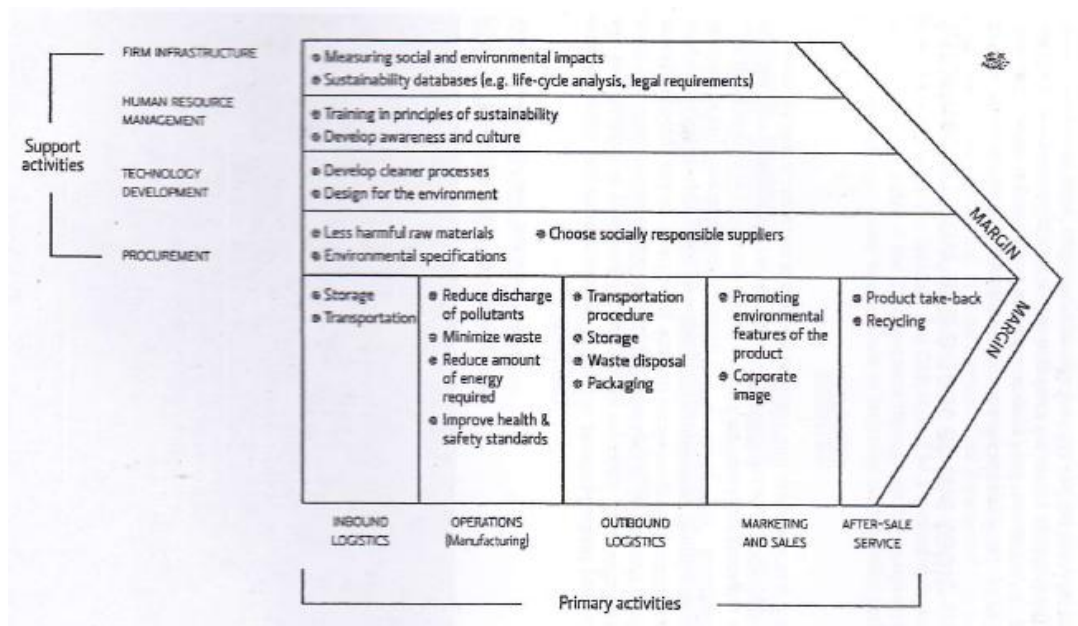 FIRM INFRASTRUCTURE
Measuring social and environmental impacts
Sustainability databases (e.g. life-cycle analysis, legal requirements)
HUMAN RESOURCE
MANAGEMENT
Training in principles of sustainability
Develop awareness and culture
Support
activities
TECHNOLOGY
DEVELOPMENT
Develop cleaner processes
Design for the environment
PROCUREMENT
Less harmful raw materials
Choose socially responsible suppliers
Environmental specifications
MARGIN
MARGIN
Storage
Transportation
Reduce discharge
of pollutants
Minimize waste
Reduce amount
of energy
required
Improve health &
safety standards
Transportation
procedure
Storage
Waste disposal
Packaging
Promoting
environmental
features of the
product
Corporate
image
Product take-back
Recycling
INBOUND
LOGISTICS
OPERATIONS
(Manufacturing)
OUTBOUND
LOGISTICS
MARKETING
AND SALES
AFTER-SALE
SERVICE
Primary activities